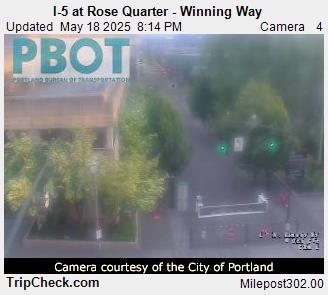 I-5 at Rose Quarter - Winning Way
Updated May 18 2025 8:14 PM Camera 4
PBOT
PORTLAND BUREAU OF TRANSPORTATION
Camera courtesy of the City of Portland
TripCheck.com Milepost302.00